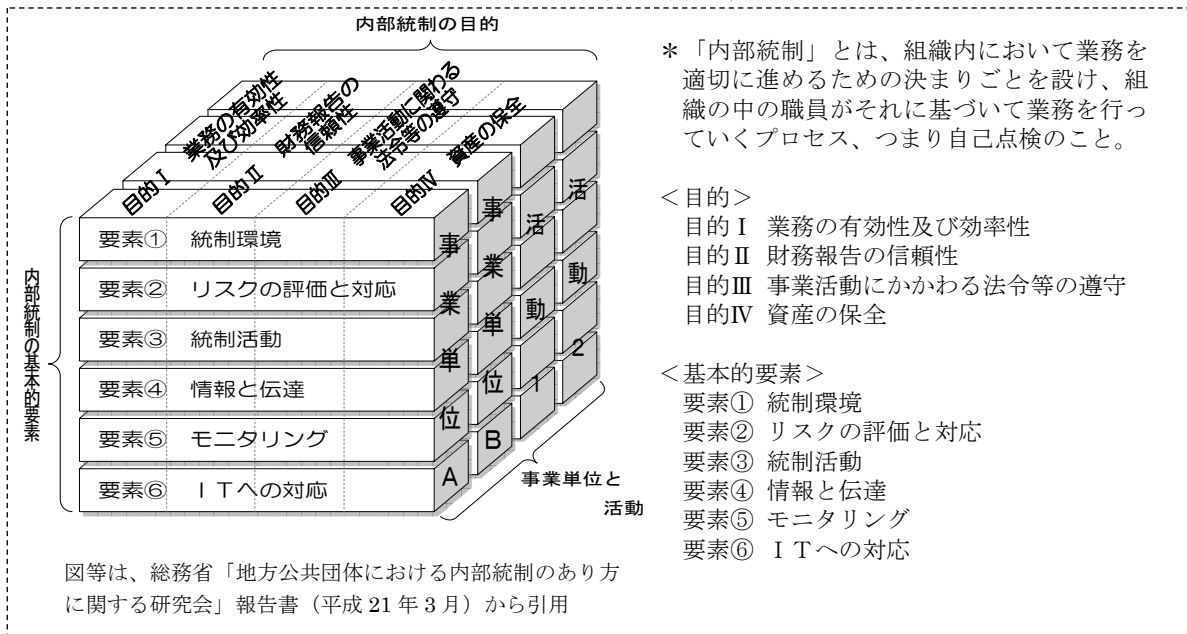 内部統制の目的
業務の有効性
及び効率性
財務報告の
信頼性
事業活動に関わる
法令等の遵守
資産の保全
目的Ⅰ
目的Ⅱ
目的Ⅲ
目的Ⅳ
内部統制の基本的要素
要素① 統制環境
要素② リスクの評価と対応
要素③ 統制活動
要素④ 情報と伝達
要素⑤ モニタリング
要素⑥ ＩＴへの対応
事業単位A
事業単位B
活動1
活動2
事業単位と
活動
図等は、総務省「地方公共団体における内部統制のあり方
に関する研究会」報告書（平成 21 年 3 月）から引用
＊「内部統制」とは、組織内において業務を
適切に進めるための決まりごとを設け、組
織の中の職員がそれに基づいて業務を行っ
ていくプロセス、つまり自己点検のこと。
＜目的＞
目的Ⅰ 業務の有効性及び効率性
目的Ⅱ 財務報告の信頼性
目的Ⅲ 事業活動にかかわる法令等の遵守
目的Ⅳ 資産の保全
＜基本的要素＞
要素① 統制環境
要素② リスクの評価と対応
要素③ 統制活動
要素④ 情報と伝達
要素⑤ モニタリング
要素⑥ ＩＴへの対応